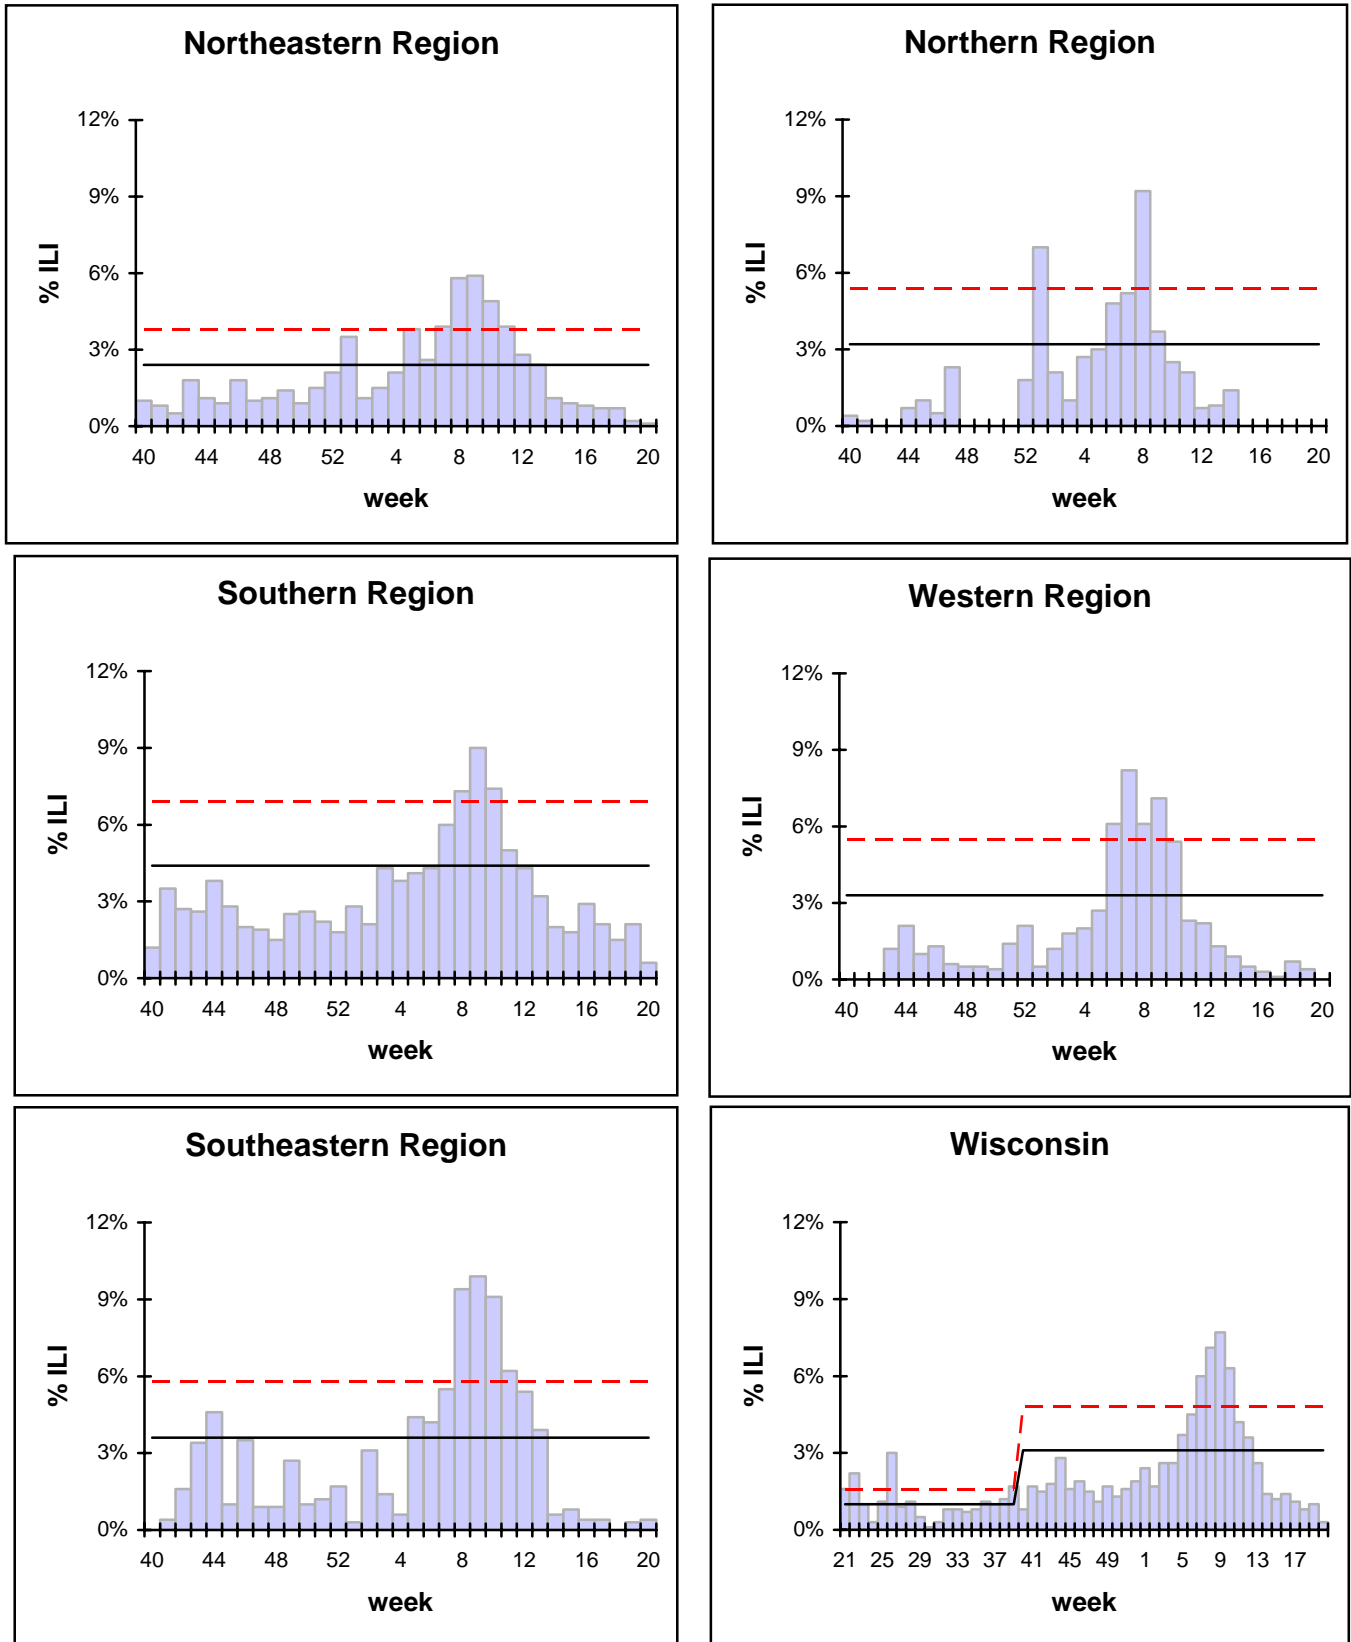 Northeastern Region
12%
9%
6%
3%
0%
% ILI
40 44 48 52 4 8 12 16 20
week
Northern Region
12%
9%
6%
3%
0%
% ILI
40 44 48 52 4 8 12 16 20
week
Southern Region
12%
9%
6%
3%
0%
% ILI
40 44 48 52 4 8 12 16 20
week
Western Region
12%
9%
6%
3%
0%
% ILI
40 44 48 52 4 8 12 16 20
week
Southeastern Region
12%
9%
6%
3%
0%
% ILI
40 44 48 52 4 8 12 16 20
week
Wisconsin
12%
9%
6%
3%
0%
% ILI
21 25 29 33 37 41 45 49 1 5 9 13 17
week